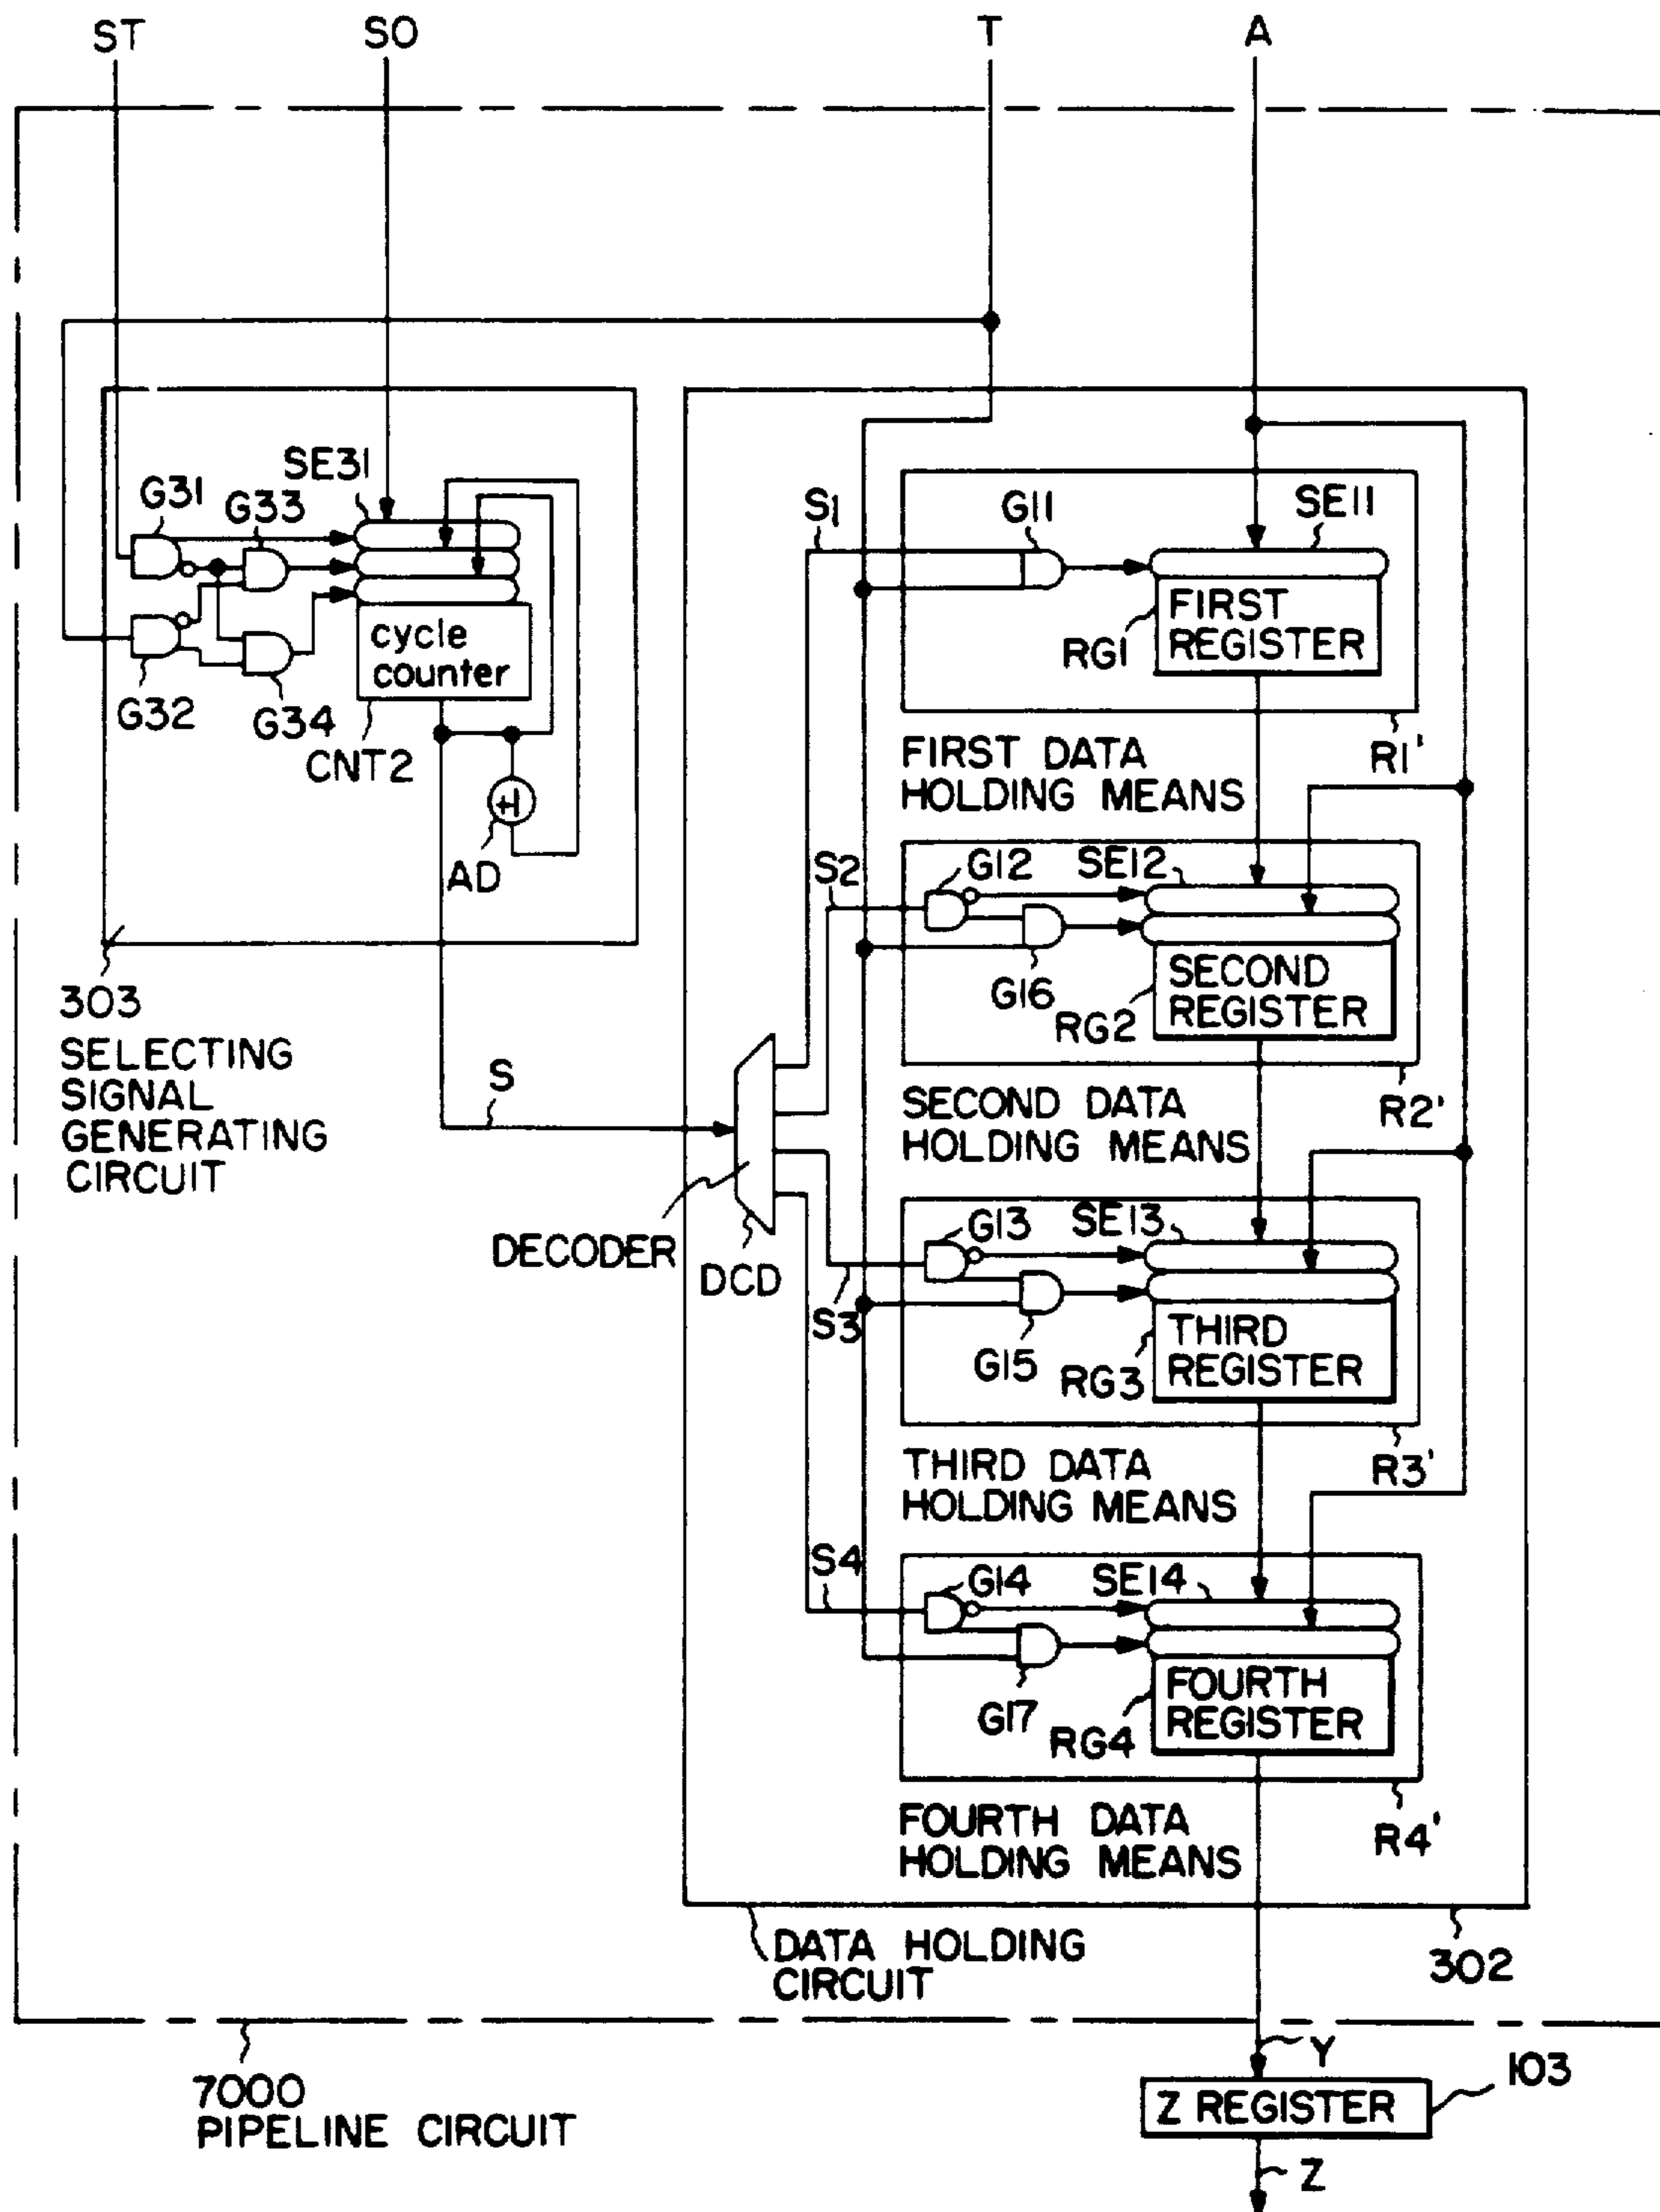 ST
SO
T
A
SE31
G31
G33
G32
G34
cycle
counter
CNT2
+1
AD
303
SELECTING
SIGNAL
GENERATING
CIRCUIT
S
DECODER
DCD
S1
G11
SE11
FIRST
REGISTER
RG1
R1'
FIRST DATA
HOLDING MEANS
S2
G12
SE12
G16
SECOND
REGISTER
RG2
R2'
SECOND DATA
HOLDING MEANS
S3
G13
SE13
G15
THIRD
REGISTER
RG3
R3'
THIRD DATA
HOLDING MEANS
S4
G14
SE14
G17
FOURTH
REGISTER
RG4
R4'
FOURTH DATA
HOLDING MEANS
DATA HOLDING
CIRCUIT
302
7000
PIPELINE CIRCUIT
Y
103
Z REGISTER
Z